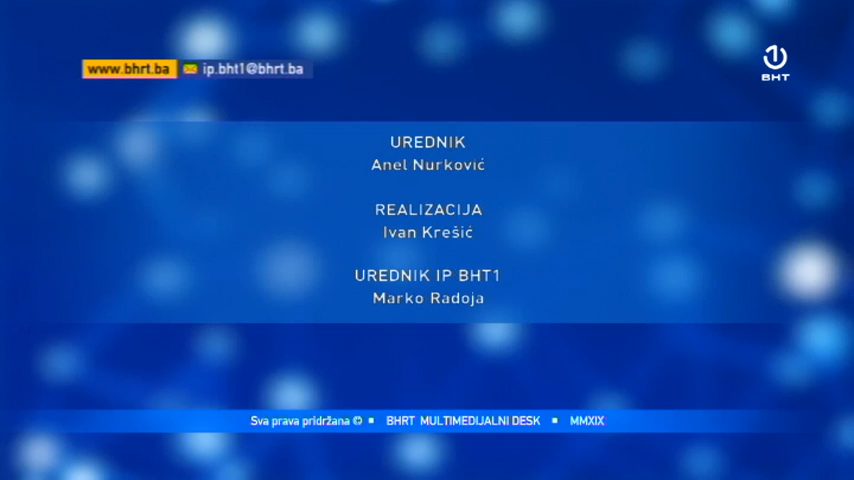 www.bhrt.ba ip.bht1@bhrt.ba
1
BHT
UREDNIK
Anel Nurković
REALIZACIJA
Ivan Krešić
UREDNIK IP BHT1
Marko Radoja
Sva prava pridržana © ▪ BHRT MULTIMEDIJALNI DESK ▪ MMXIX